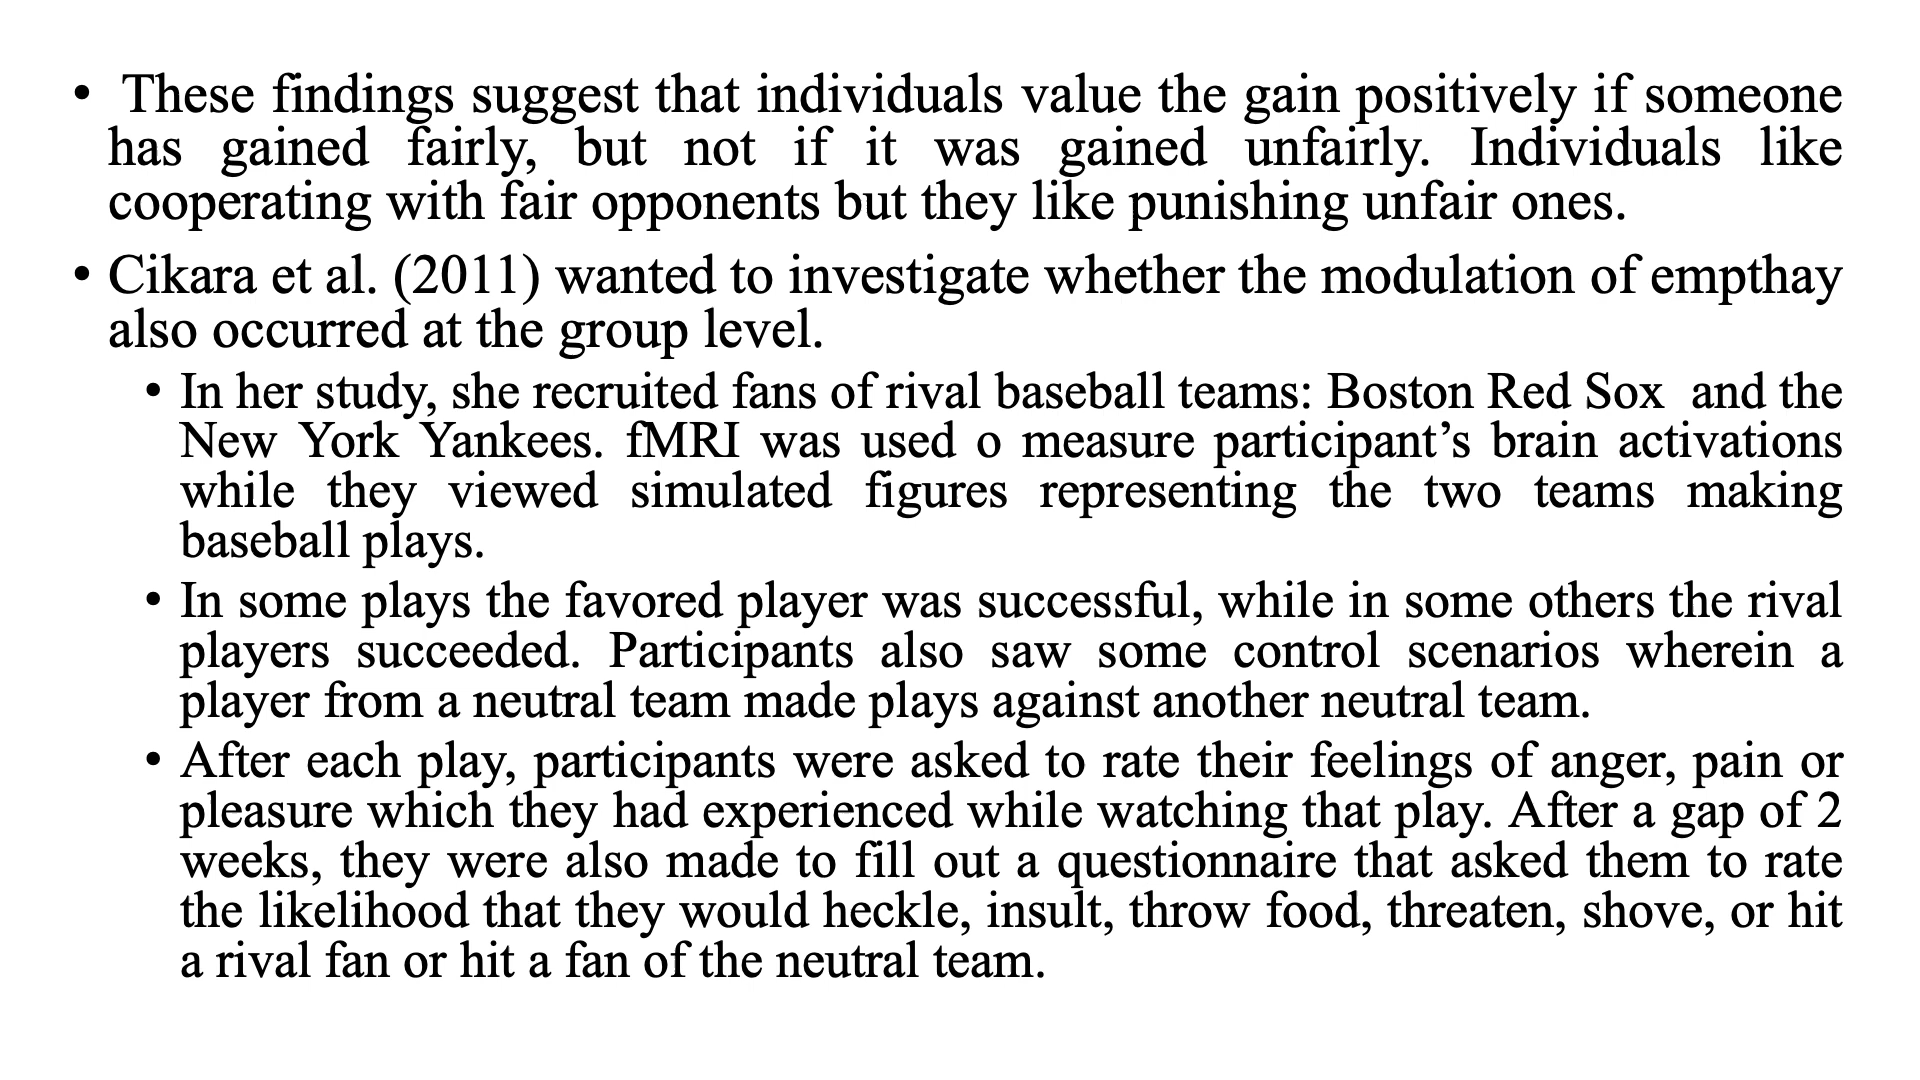 • These findings suggest that individuals value the gain positively if someone
has gained fairly, but not if it was gained unfairly. Individuals like
cooperating with fair opponents but they like punishing unfair ones.
• Cikara et al. (2011) wanted to investigate whether the modulation of empthay
also occurred at the group level.
• In her study, she recruited fans of rival baseball teams: Boston Red Sox and the
New York Yankees. fMRI was used o measure participant’s brain activations
while they viewed simulated figures representing the two teams making
baseball plays.
• In some plays the favored player was successful, while in some others the rival
players succeeded. Participants also saw some control scenarios wherein a
player from a neutral team made plays against another neutral team.
• After each play, participants were asked to rate their feelings of anger, pain or
pleasure which they had experienced while watching that play. After a gap of 2
weeks, they were also made to fill out a questionnaire that asked them to rate
the likelihood that they would heckle, insult, throw food, threaten, shove, or hit
a rival fan or hit a fan of the neutral team.